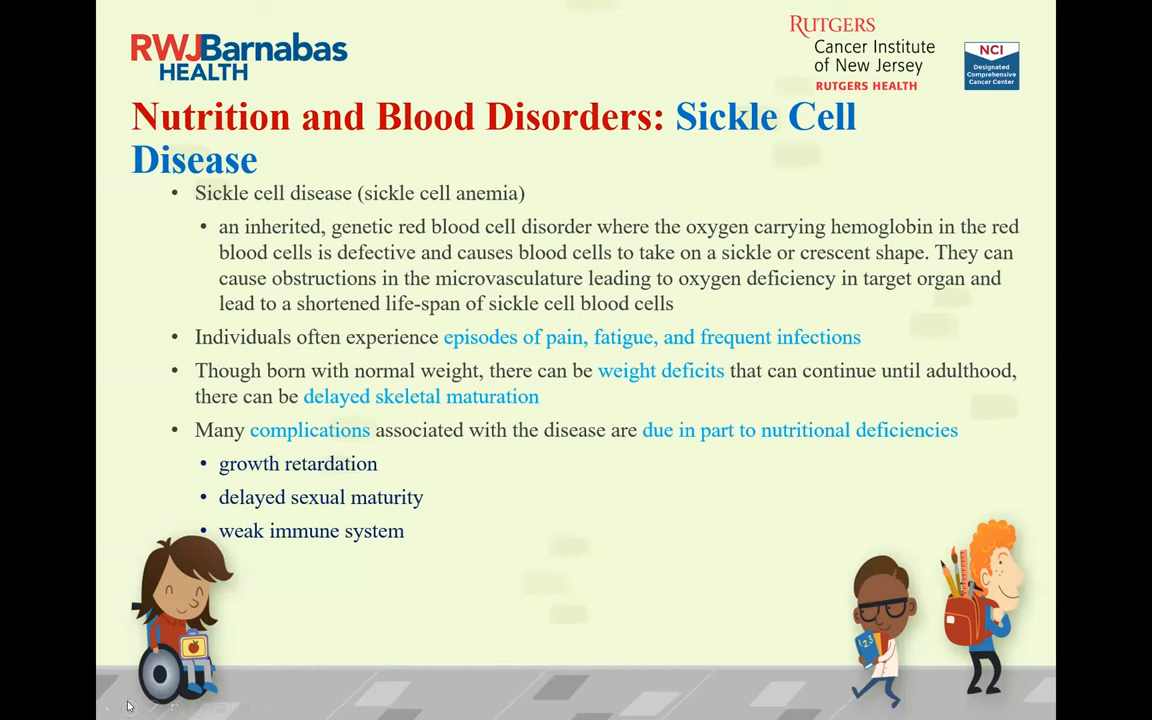 RWJBarnabas
HEALTH
RUTGERS
Cancer Institute
of New Jersey
RUTGERS HEALTH
NCI
Designated
Comprehensive
Cancer Center
Nutrition and Blood Disorders: Sickle Cell
Disease
• Sickle cell disease (sickle cell anemia)
• an inherited, genetic red blood cell disorder where the oxygen carrying hemoglobin in the red
blood cells is defective and causes blood cells to take on a sickle or crescent shape. They can
cause obstructions in the microvasculature leading to oxygen deficiency in target organ and
lead to a shortened life-span of sickle cell blood cells
• Individuals often experience episodes of pain, fatigue, and frequent infections
• Though born with normal weight, there can be weight deficits that can continue until adulthood,
there can be delayed skeletal maturation
• Many complications associated with the disease are due in part to nutritional deficiencies
• growth retardation
• delayed sexual maturity
• weak immune system
123